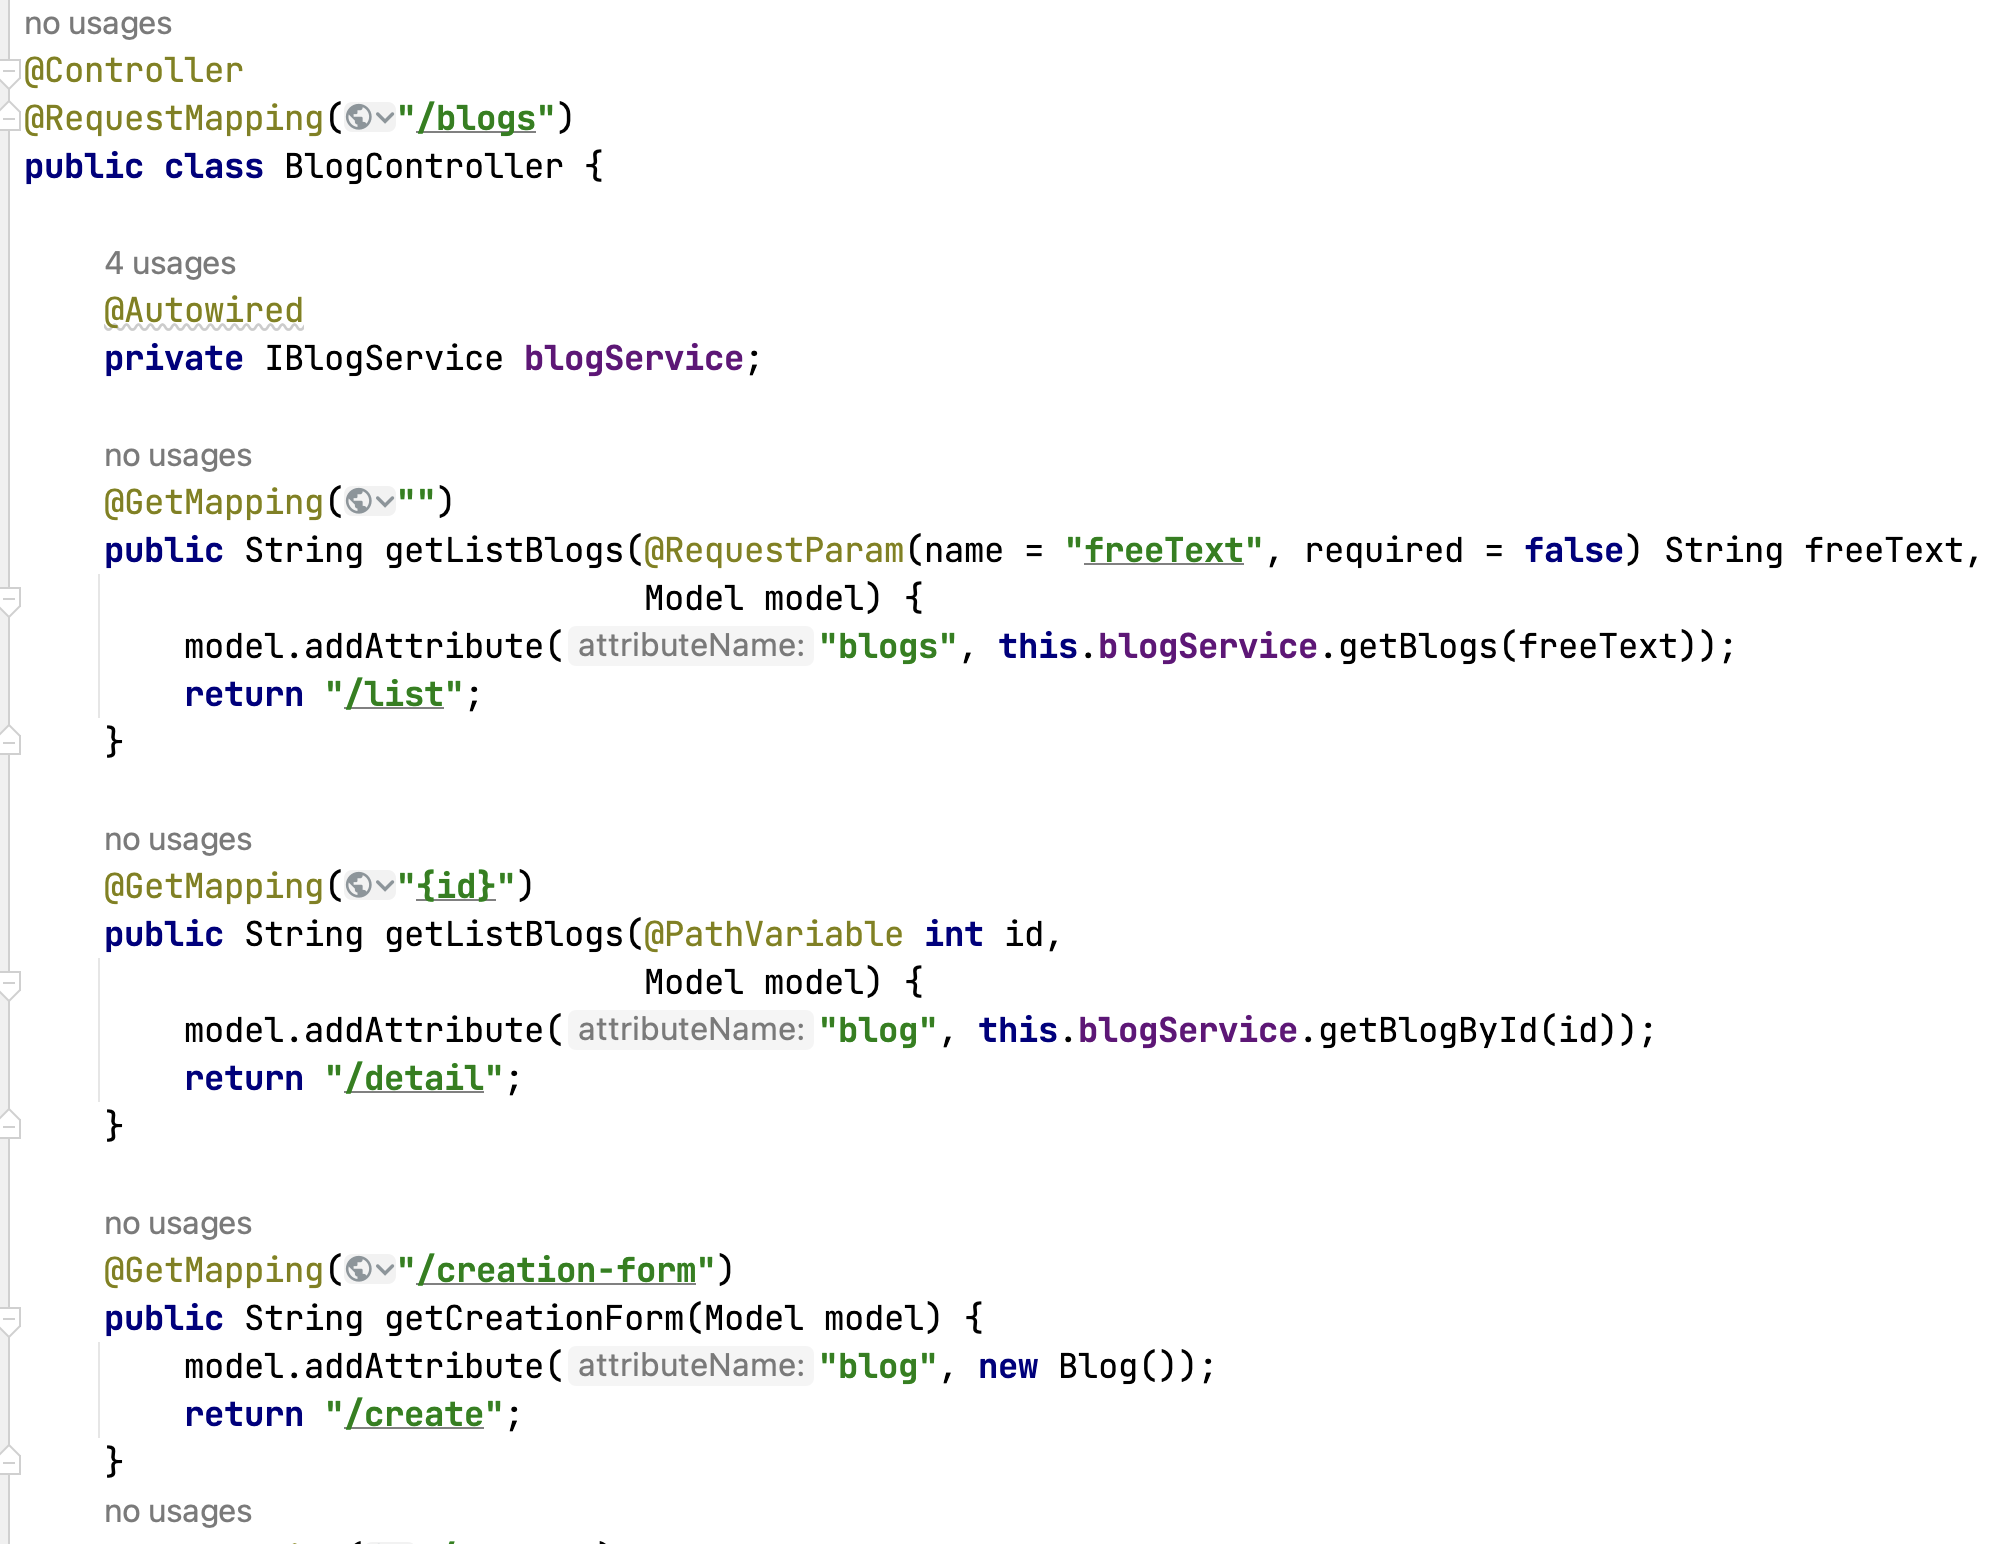 no usages
@Controller
@RequestMapping("/blogs")
public class BlogController {
4 usages
@Autowired
private IBlogService blogService;
no usages
@GetMapping("")
public String getListBlogs(@RequestParam(name = "freeText", required = false) String freeText,
Model model) {
model.addAttribute( attributeName: "blogs", this.blogService.getBlogs(freeText));
return "/list";
}
no usages
@GetMapping("{id}")
public String getListBlogs(@PathVariable int id,
Model model) {
model.addAttribute( attributeName: "blog", this.blogService.getBlogById(id));
return "/detail";
}
no usages
@GetMapping("/creation-form")
public String getCreationForm(Model model) {
model.addAttribute( attributeName: "blog", new Blog());
return "/create";
}
no usages